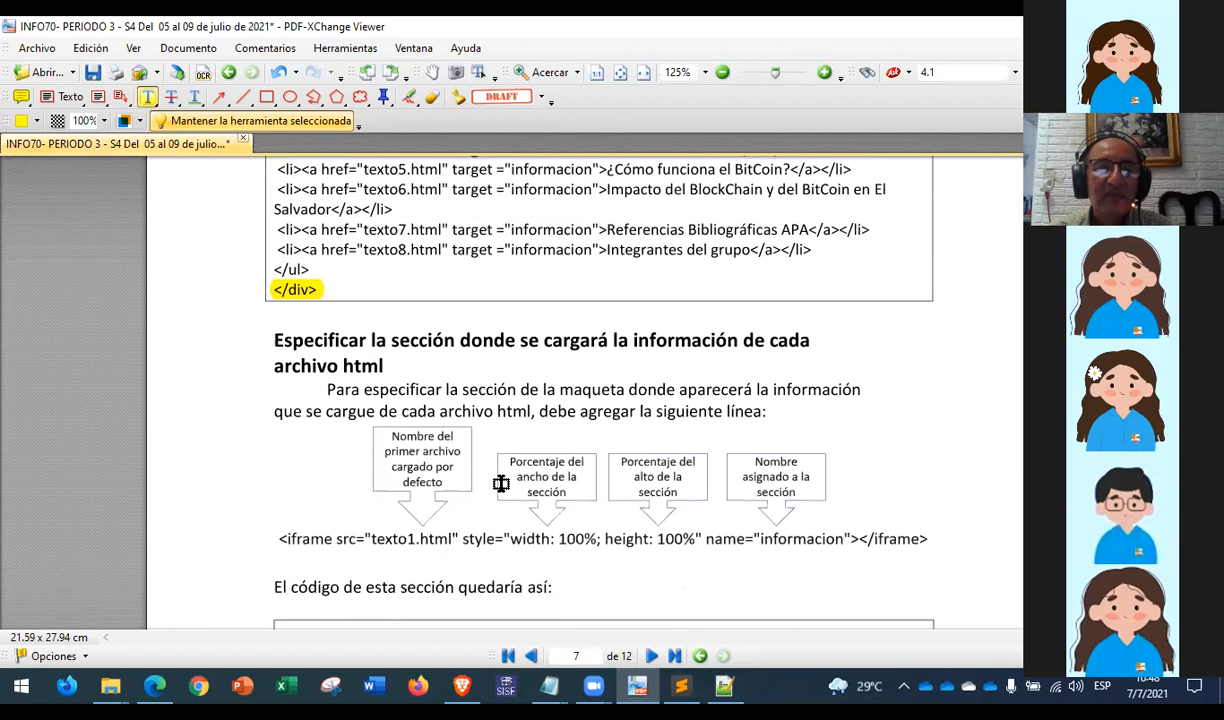 INFO70- PERIODO 3 - S4 Del 05 al 09 de julio de 2021* - PDF-XChange Viewer
Archivo Edición Ver Documento Comentarios Herramientas Ventana Ayuda
Abrir... OCR Acercar 125% 4.1
Texto T T T DRAFT
100% Mantener la herramienta seleccionada
INFO70- PERIODO 3 - S4 Del 05 al 09 de julio...*
<li><a href="texto5.html" target ="informacion">¿Cómo funciona el BitCoin?</a></li>
<li><a href="texto6.html" target ="informacion">Impacto del BlockChain y del BitCoin en El
Salvador</a></li>
<li><a href="texto7.html" target ="informacion">Referencias Bibliográficas APA</a></li>
<li><a href="texto8.html" target ="informacion">Integrantes del grupo</a></li>
</ul>
</div>
Especificar la sección donde se cargará la información de cada
archivo html
Para especificar la sección de la maqueta donde aparecerá la información
que se cargue de cada archivo html, debe agregar la siguiente línea:
Nombre del
primer archivo
cargado por
defecto
Porcentaje del
ancho de la
sección
Porcentaje del
alto de la
sección
Nombre
asignado a la
sección
<iframe src="texto1.html" style="width: 100%; height: 100%" name="informacion"></iframe>
El código de esta sección quedaría así:
21.59 x 27.94 cm
Opciones 7 de 12
SISF 29°C ESP 10:48
7/7/2021